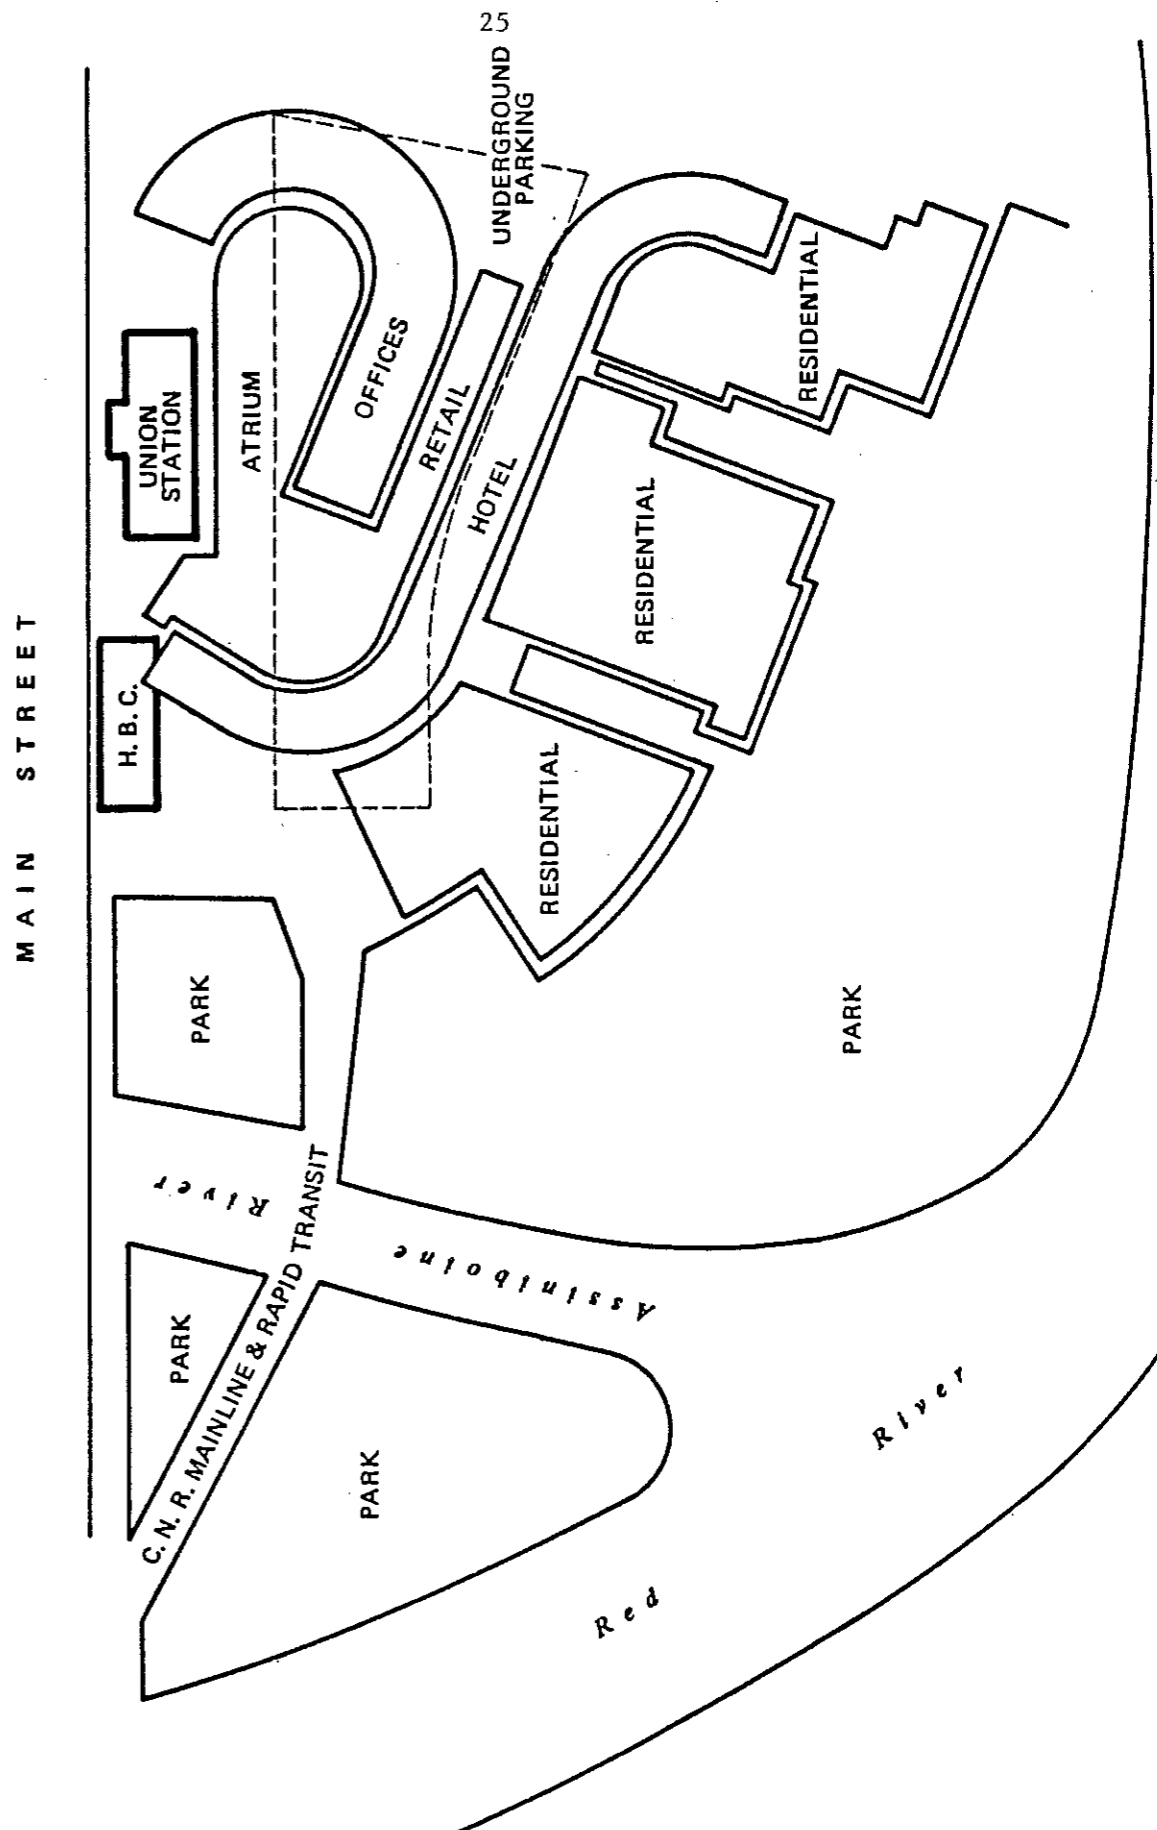 25
MAIN STREET
UNDERGROUND
PARKING
UNION
STATION
ATRIUM
OFFICES
RETAIL
HOTEL
RESIDENTIAL
RESIDENTIAL
RESIDENTIAL
H. B. C.
PARK
PARK
PARK
PARK
C. N. R. MAINLINE & RAPID TRANSIT
Assiniboine River
Red River